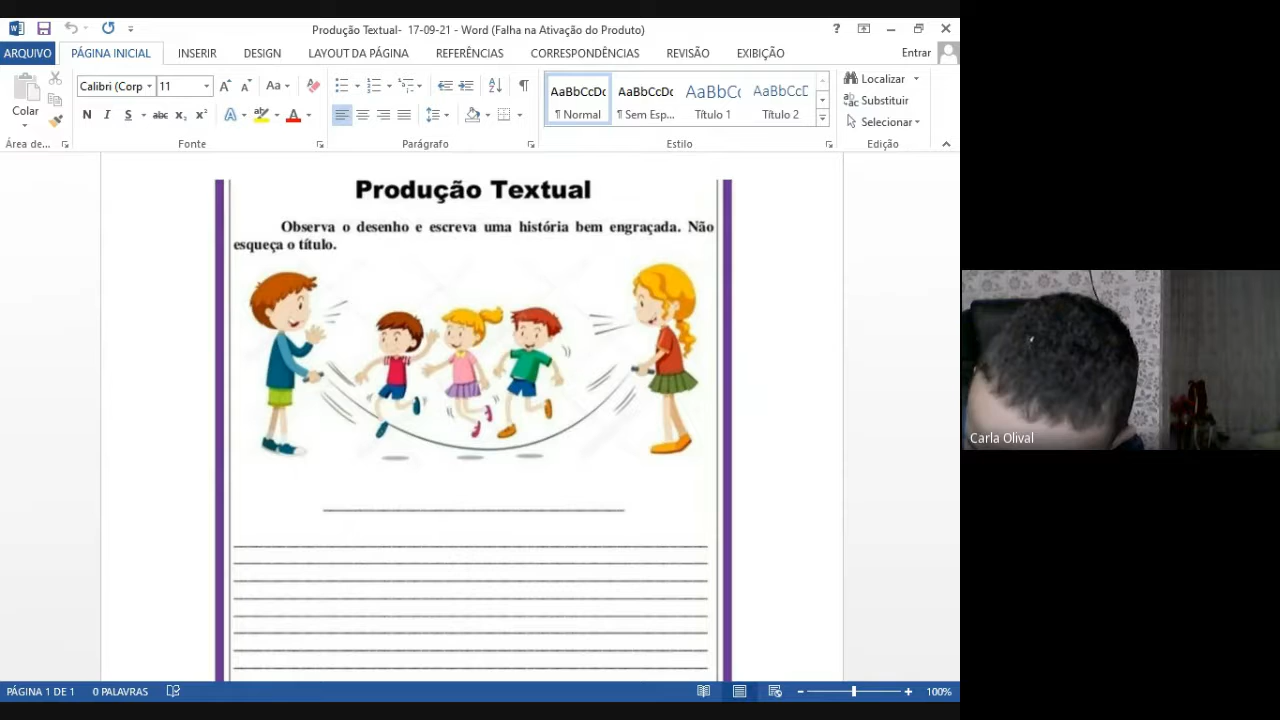 Produção Textual- 17-09-21 - Word (Falha na Ativação do Produto)
?
ARQUIVO PÁGINA INICIAL INSERIR DESIGN LAYOUT DA PÁGINA REFERÊNCIAS CORRESPONDÊNCIAS REVISÃO EXIBIÇÃO Entrar
Colar
Calibri (Corp 11 A A Aa
N I S abc x₂ x² A A
AaBbCcDc AaBbCcDc AaBbC( AaBbCcD
¶ Normal ¶ Sem Esp... Título 1 Título 2
Localizar
Substituir
Selecionar
Área de... Fonte Parágrafo Estilo Edição
Produção Textual
Observa o desenho e escreva uma história bem engraçada. Não
esqueça o título.
Carla Olival
PÁGINA 1 DE 1 0 PALAVRAS 100%